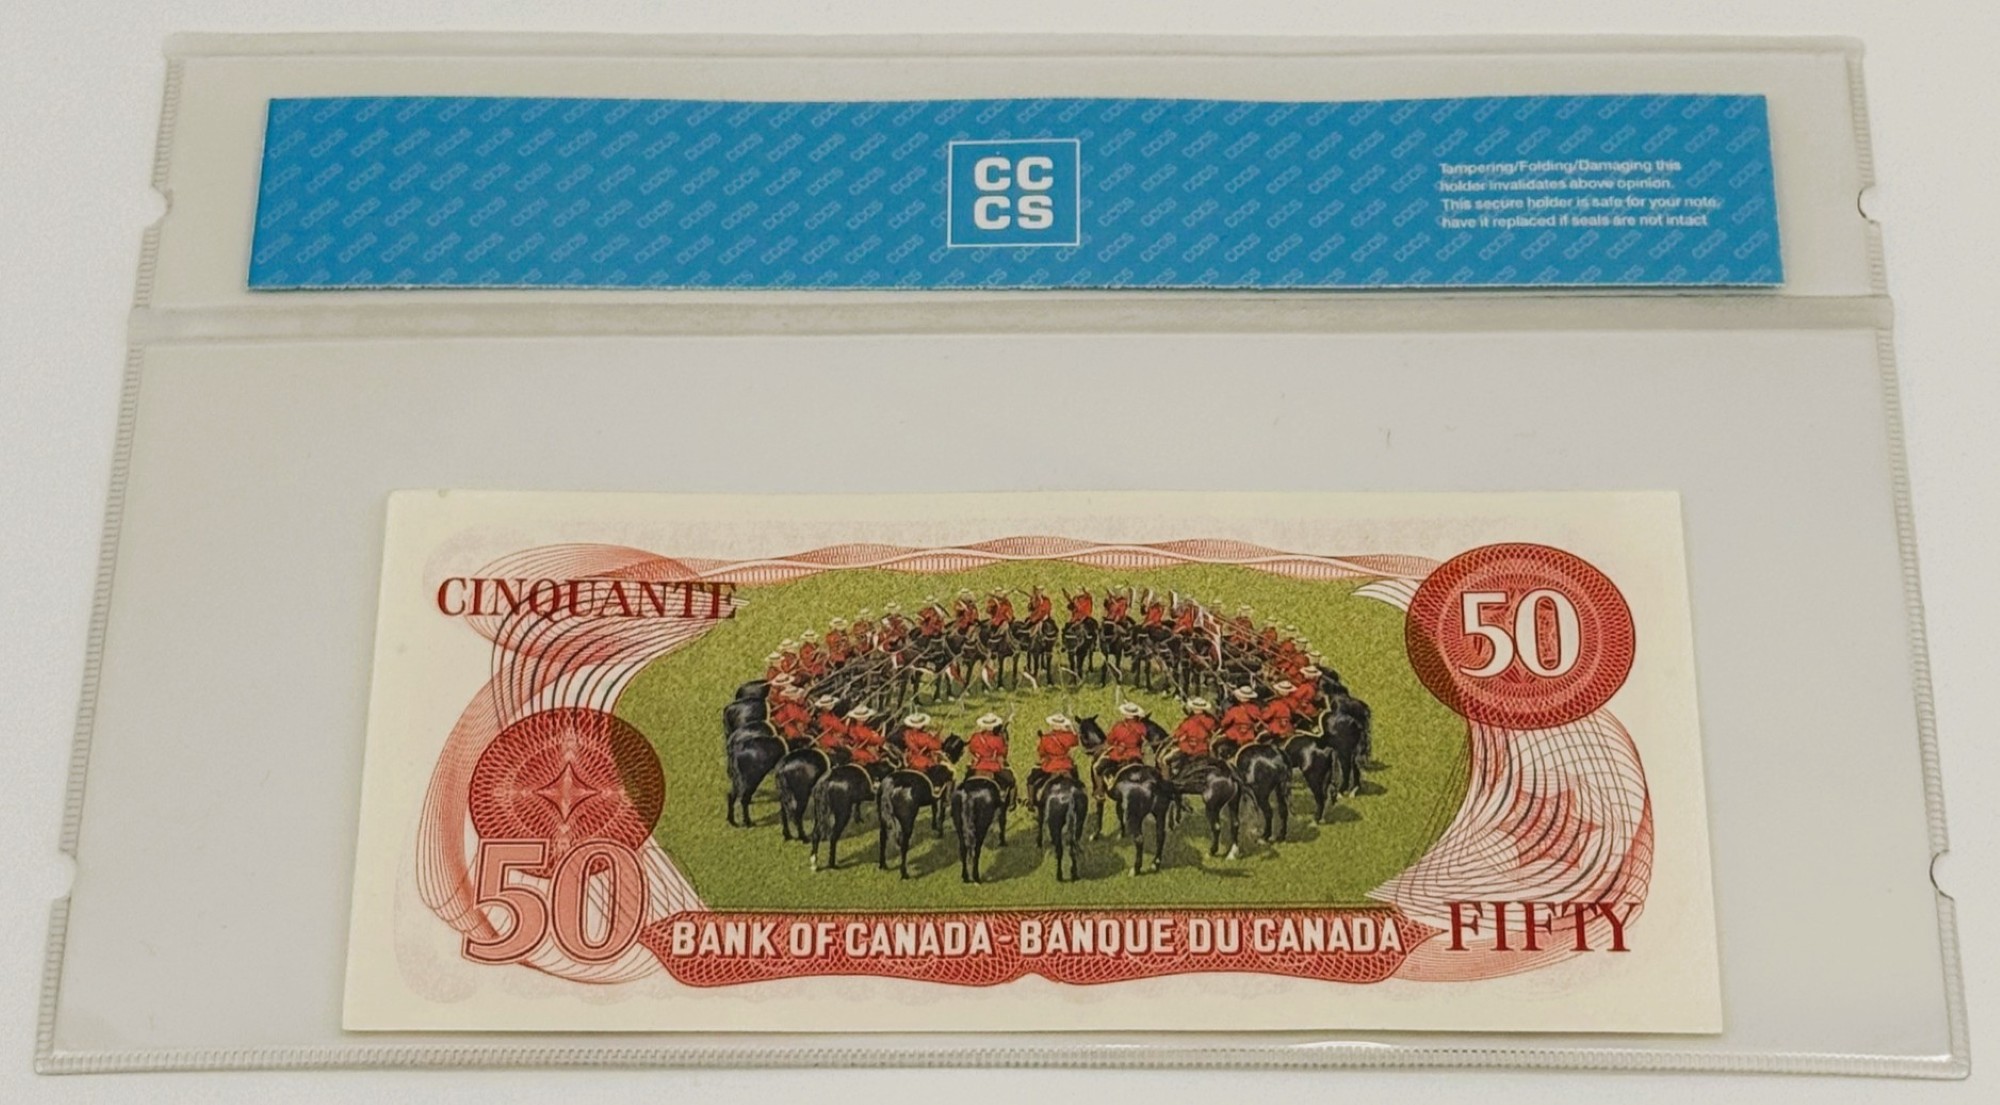 CC
CS
Tampering/Folding/Damaging this
holder invalidates above opinion.
This secure holder is safe for your note,
have it replaced if seals are not intact
CINQUANTE
50
50
BANK OF CANADA - BANQUE DU CANADA
FIFTY